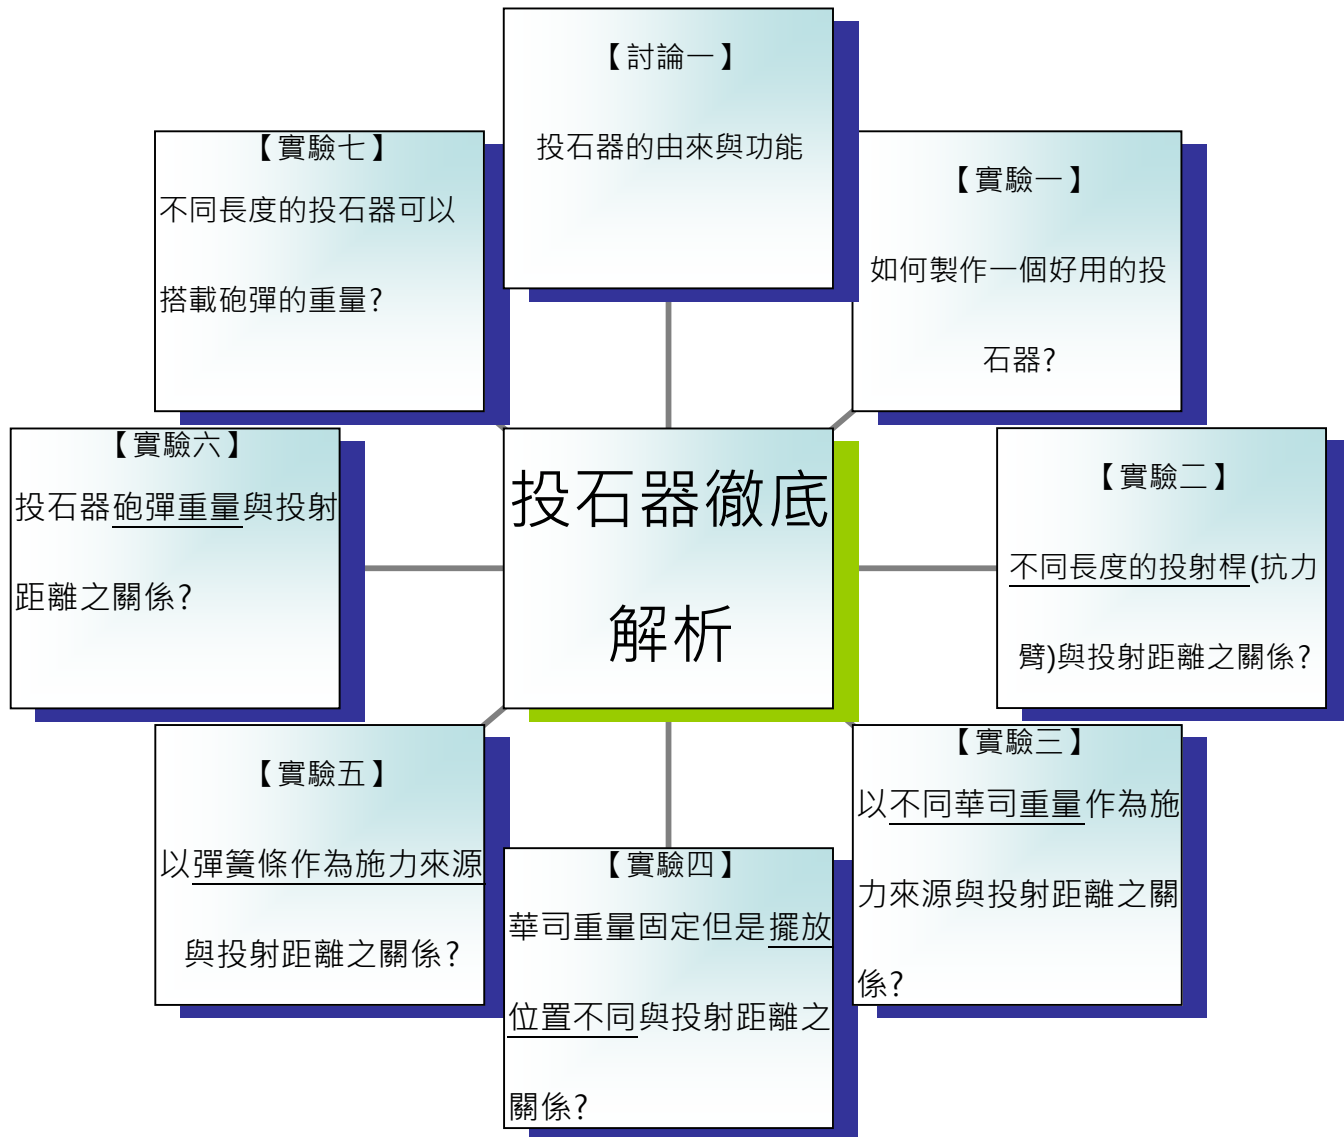 【討論一】
投石器的由來與功能
【實驗一】
如何製作一個好用的投
石器?
【實驗二】
不同長度的投射桿(抗力
臂)與投射距離之關係?
【實驗三】
以不同華司重量作為施
力來源與投射距離之關
係?
【實驗四】
華司重量固定但是擺放
位置不同與投射距離之
關係?
【實驗五】
以彈簧條作為施力來源
與投射距離之關係?
【實驗六】
投石器砲彈重量與投射
距離之關係?
【實驗七】
不同長度的投石器可以
搭載砲彈的重量?
投石器徹底
解析